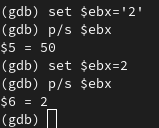 (gdb) set $ebx='2'
(gdb) p/s $ebx
$5 = 50
(gdb) set $ebx=2
(gdb) p/s $ebx
$6 = 2
(gdb)